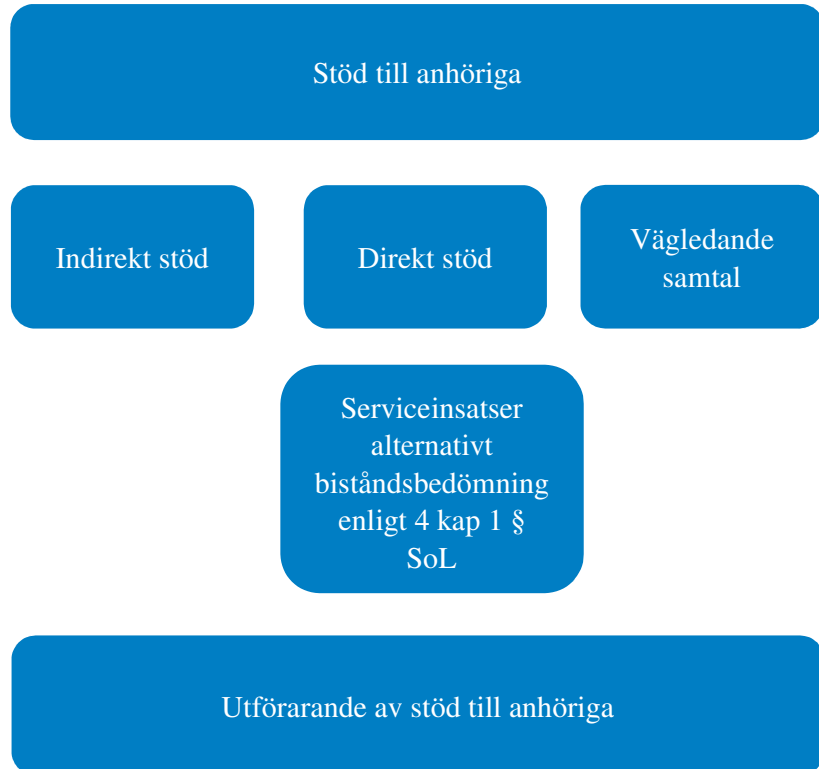 Stöd till anhöriga
Indirekt stöd
Direkt stöd
Vägledande
samtal
Serviceinsatser
alternativt
biståndsbedömning
enligt 4 kap 1 §
SoL
Utförarande av stöd till anhöriga